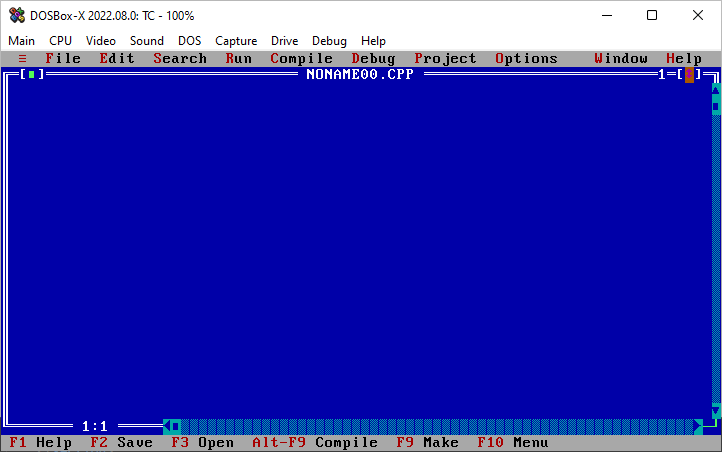 DOSBox-X 2022.08.0: TC - 100%
Main CPU Video Sound DOS Capture Drive Debug Help
≡ File Edit Search Run Compile Debug Project Options Window Help
[■] NONAME00.CPP 1=[↕]
1:1
F1 Help F2 Save F3 Open Alt-F9 Compile F9 Make F10 Menu